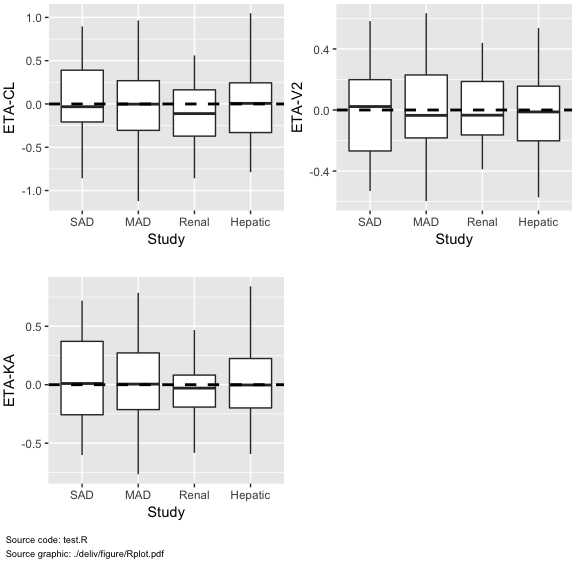 ETA-CL
1.0
0.5
0.0
-0.5
-1.0
SAD MAD Renal Hepatic
Study
ETA-V2
0.4
0.0
-0.4
SAD MAD Renal Hepatic
Study
ETA-KA
0.5
0.0
-0.5
SAD MAD Renal Hepatic
Study
Source code: test.R
Source graphic: ./deliv/figure/Rplot.pdf